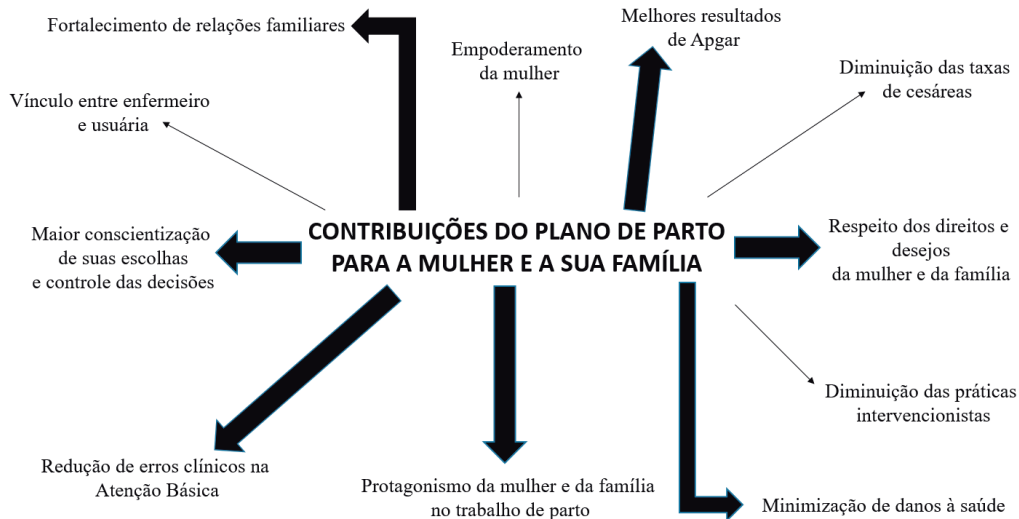 Fortalecimento de relações familiares
Empoderamento
da mulher
Melhores resultados
de Apgar
Diminuição das taxas
de cesáreas
Vínculo entre enfermeiro
e usuária
CONTRIBUIÇÕES DO PLANO DE PARTO
PARA A MULHER E A SUA FAMÍLIA
Maior conscientização
de suas escolhas
e controle das decisões
Respeito dos direitos e
desejos
da mulher e da família
Diminuição das práticas
intervencionistas
Redução de erros clínicos na
Atenção Básica
Protagonismo da mulher e da família
no trabalho de parto
Minimização de danos à saúde